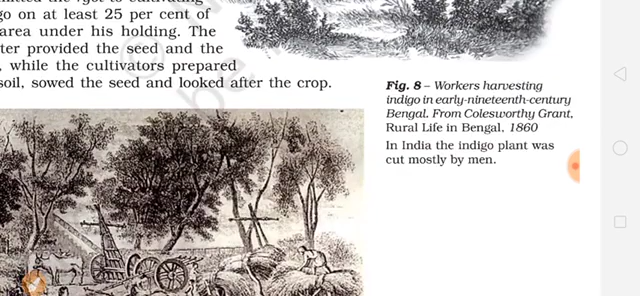 go on at least 25 per cent of
area under his holding. The
ter provided the seed and the
, while the cultivators prepared
soil, sowed the seed and looked after the crop.
Fig. 8 – Workers harvesting
indigo in early-nineteenth-century
Bengal. From Colesworthy Grant,
Rural Life in Bengal, 1860
In India the indigo plant was
cut mostly by men.